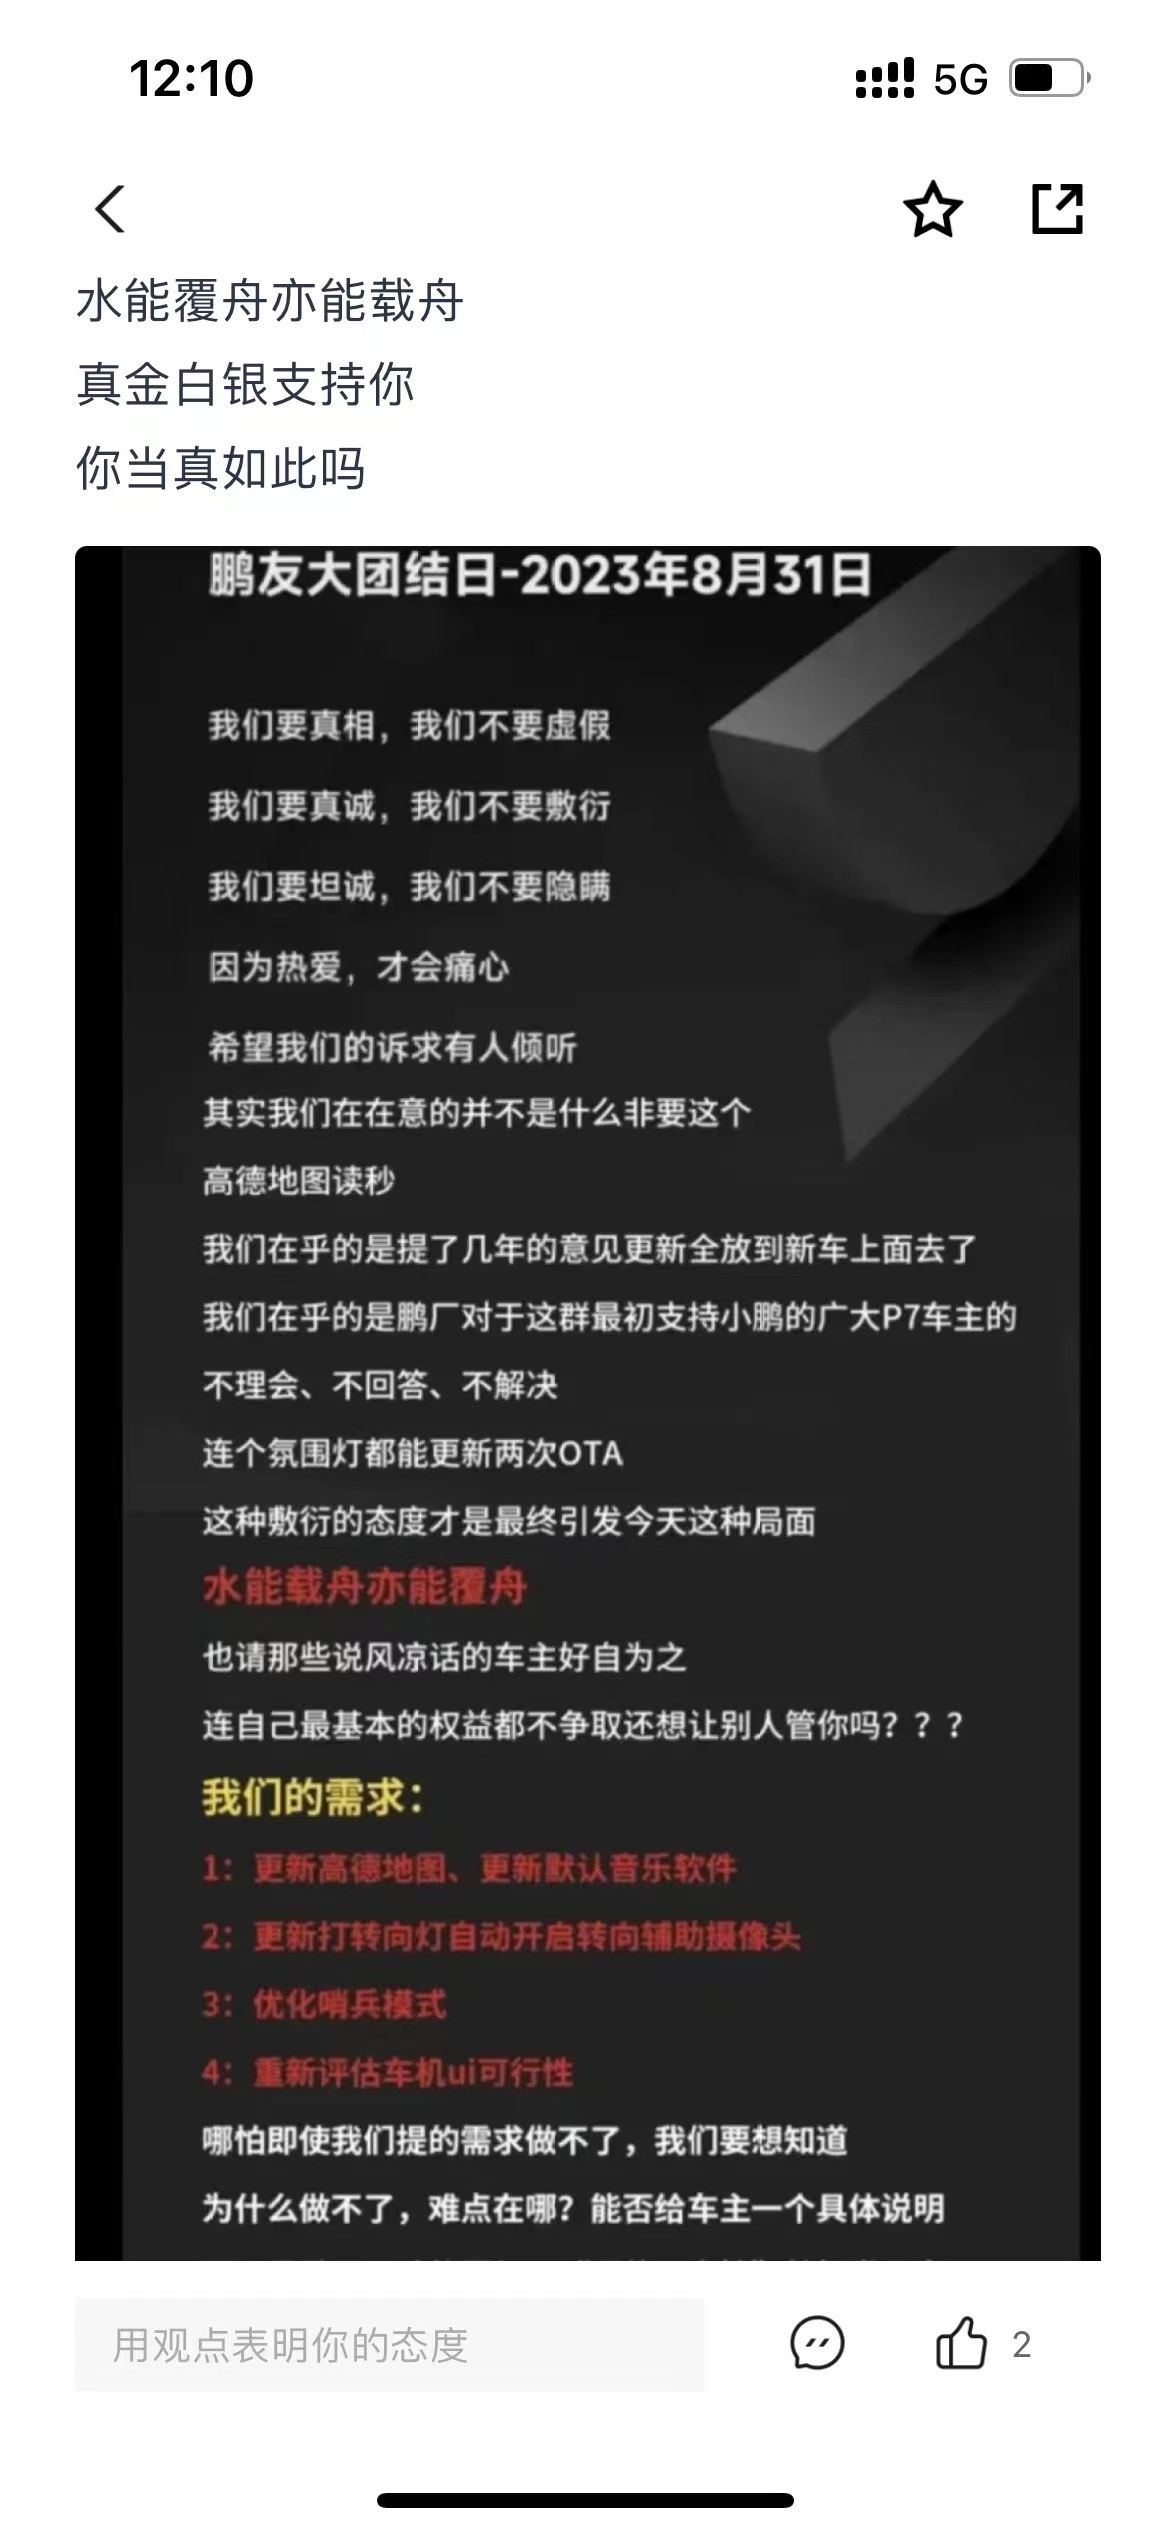 12:10
5G
水能覆舟亦能载舟
真金白银支持你
你当真如此吗
鹏友大团结日-2023年8月31日
我们要真相，我们不要虚假
我们要真诚，我们不要敷衍
我们要坦诚，我们不要隐瞒
因为热爱，才会痛心
希望我们的诉求有人倾听
其实我们在在意的并不是什么非要这个
高德地图读秒
我们在乎的是提了几年的意见更新全放到新车上面去了
我们在乎的是鹏厂对于这群最初支持小鹏的广大P7车主的
不理会、不回答、不解决
连个氛围灯都能更新两次OTA
这种敷衍的态度才是最终引发今天这种局面
水能载舟亦能覆舟
也请那些说风凉话的车主好自为之
连自己最基本的权益都不争取还想让别人管你吗？？？
我们的需求：
1：更新高德地图、更新默认音乐软件
2：更新打转向灯自动开启转向辅助摄像头
3：优化哨兵模式
4：重新评估车机ui可行性
哪怕即使我们提的需求做不了，我们要想知道
为什么做不了，难点在哪？能否给车主一个具体说明
用观点表明你的态度
2